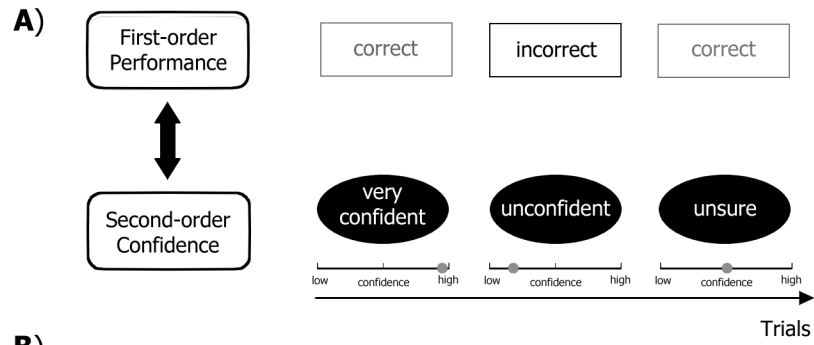 A)
First-order
Performance
correct
incorrect
correct
Second-order
Confidence
very
confident
unconfident
unsure
low confidence high
low confidence high
low confidence high
Trials
B)